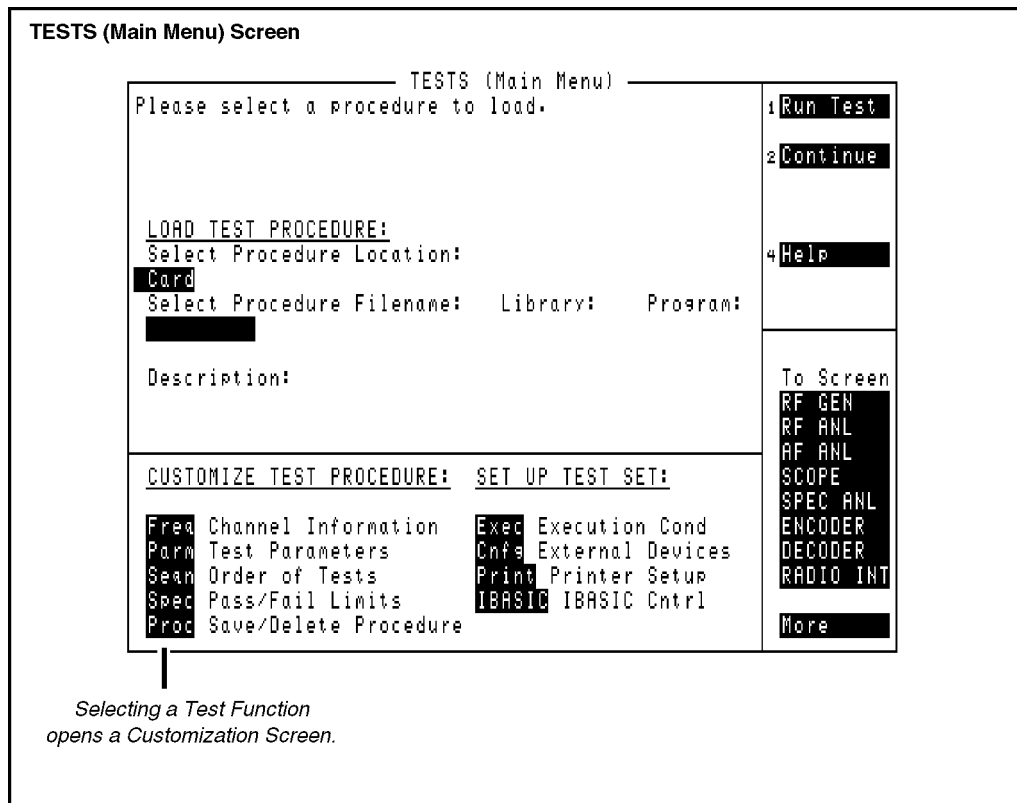 TESTS (Main Menu) Screen
TESTS (Main Menu)
Please select a procedure to load.
LOAD TEST PROCEDURE:
Select Procedure Location:
Card
Select Procedure Filename: Library: Program:
Description:
CUSTOMIZE TEST PROCEDURE:
Freq Channel Information
Parm Test Parameters
Seqn Order of Tests
Spec Pass/Fail Limits
Proc Save/Delete Procedure
SET UP TEST SET:
Exec Execution Cond
Cnfg External Devices
Print Printer Setup
IBASIC IBASIC Cntrl
1 Run Test
2 Continue
4 Help
To Screen
RF GEN
RF ANL
AF ANL
SCOPE
SPEC ANL
ENCODER
DECODER
RADIO INT
More
Selecting a Test Function
opens a Customization Screen.